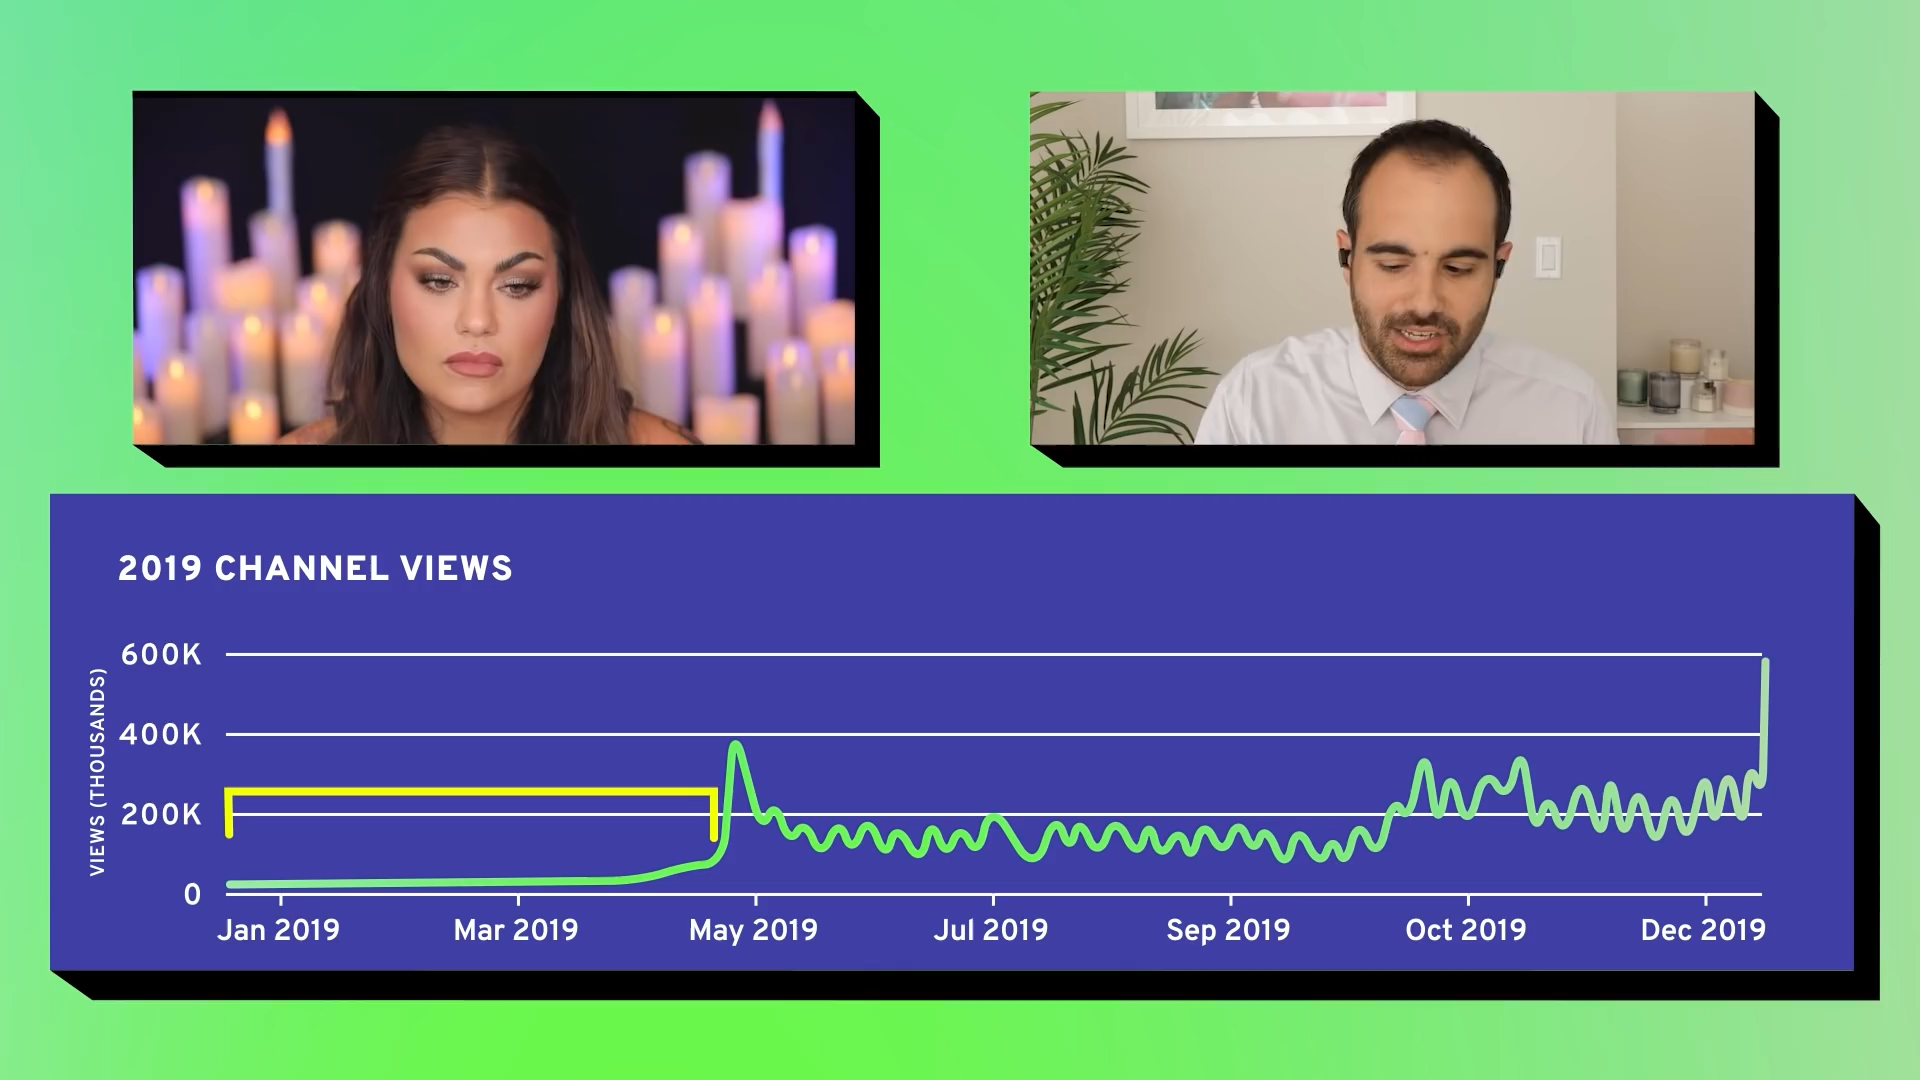 2019 CHANNEL VIEWS
VIEWS (THOUSANDS)
600K
400K
200K
0
Jan 2019 Mar 2019 May 2019 Jul 2019 Sep 2019 Oct 2019 Dec 2019